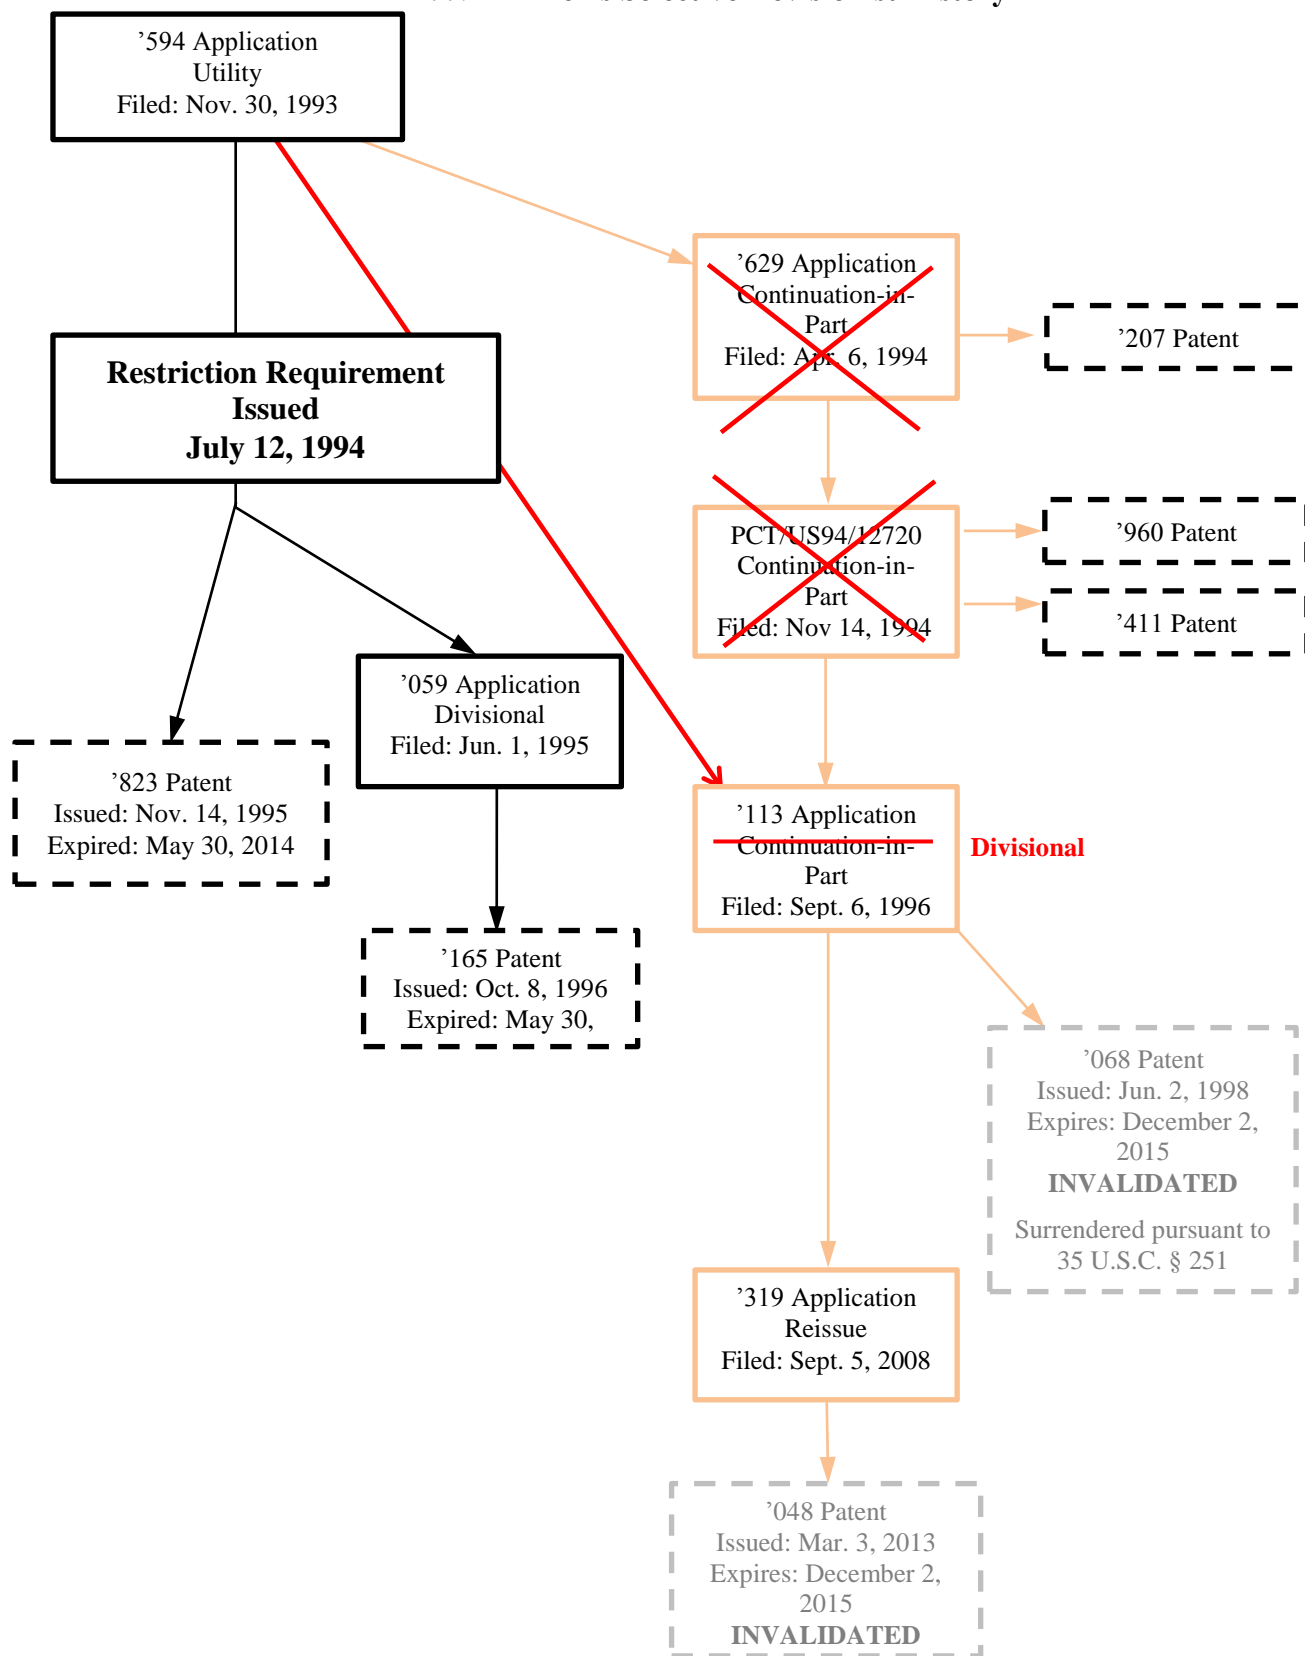 's Selective Revisionist History
'594 Application
Utility
Filed: Nov. 30, 1993
'629 Application
Continuation-in-
Part
Filed: Apr. 6, 1994
'207 Patent
Restriction Requirement
Issued
July 12, 1994
PCT/US94/12720
Continuation-in-
Part
Filed: Nov 14, 1994
'960 Patent
'411 Patent
'059 Application
Divisional
Filed: Jun. 1, 1995
'823 Patent
Issued: Nov. 14, 1995
Expired: May 30, 2014
'113 Application
Continuation-in-
Part
Filed: Sept. 6, 1996
Divisional
'165 Patent
Issued: Oct. 8, 1996
Expired: May 30,
'068 Patent
Issued: Jun. 2, 1998
Expires: December 2,
2015
INVALIDATED
Surrendered pursuant to
35 U.S.C. § 251
'319 Application
Reissue
Filed: Sept. 5, 2008
'048 Patent
Issued: Mar. 3, 2013
Expires: December 2,
2015
INVALIDATED